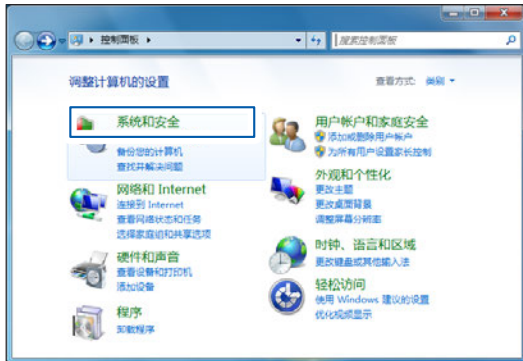 控制面板
搜索控制面板
调整计算机的设置
查看方式: 类别
系统和安全
备份您的计算机
查找并解决问题
网络和 Internet
连接到 Internet
查看网络状态和任务
选择家庭组和共享选项
硬件和声音
查看设备和打印机
添加设备
程序
卸载程序
用户帐户和家庭安全
添加或删除用户帐户
为所有用户设置家长控制
外观和个性化
更改主题
更改桌面背景
调整屏幕分辨率
时钟、语言和区域
更改键盘或其他输入法
轻松访问
使用 Windows 建议的设置
优化视频显示